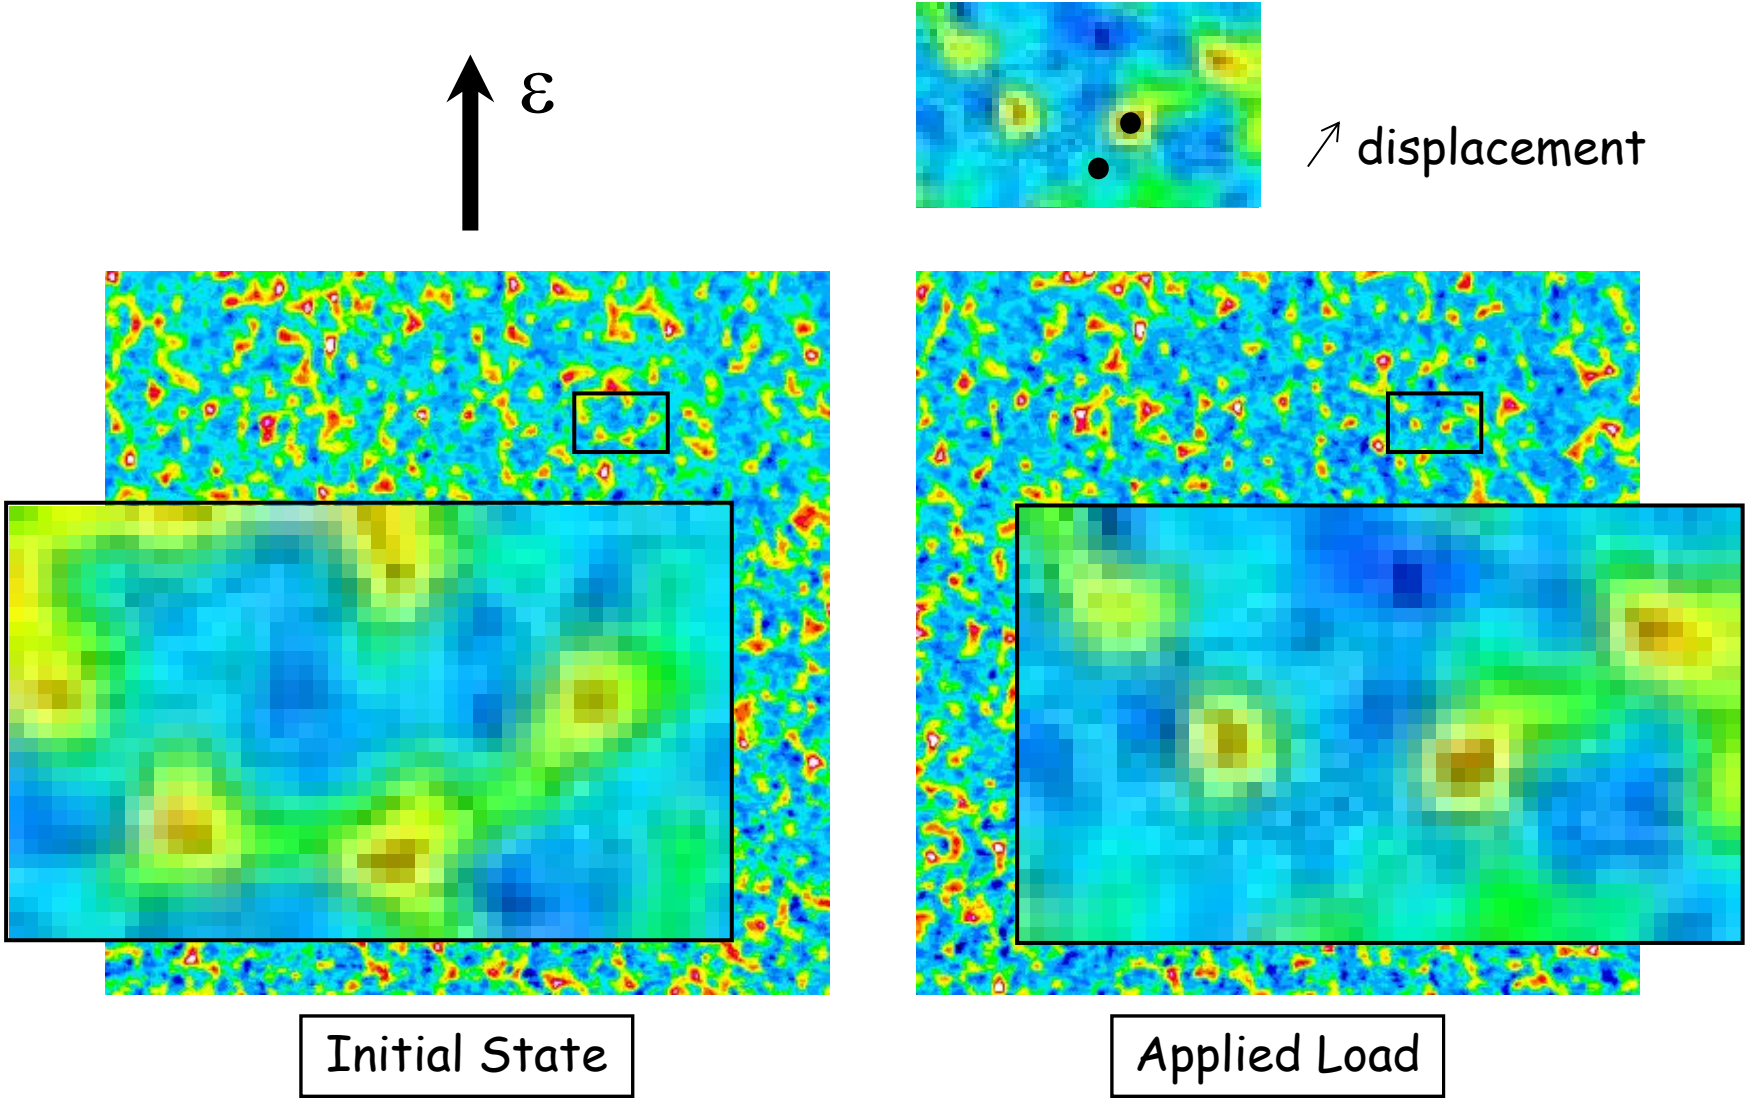 ε
displacement
Initial State
Applied Load